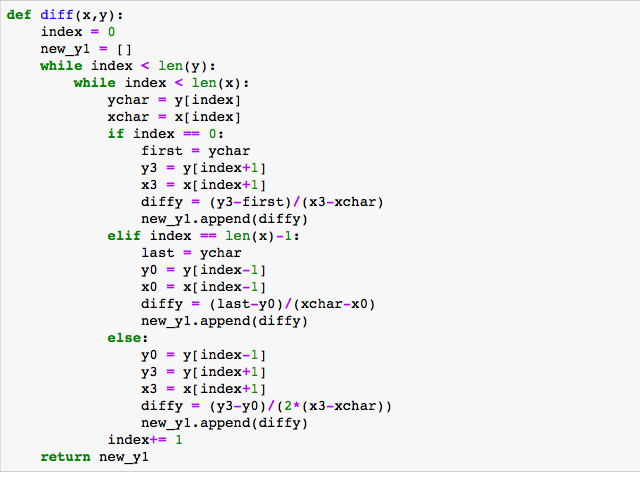 def diff(x,y):
    index = 0
    new_y1 = []
    while index < len(y):
        while index < len(x):
            ychar = y[index]
            xchar = x[index]
            if index == 0:
                first = ychar
                y3 = y[index+1]
                x3 = x[index+1]
                diffy = (y3-first)/(x3-xchar)
                new_y1.append(diffy)
            elif index == len(x)-1:
                last = ychar
                y0 = y[index-1]
                x0 = x[index-1]
                diffy = (last-y0)/(xchar-x0)
                new_y1.append(diffy)
            else:
                y0 = y[index-1]
                y3 = y[index+1]
                x3 = x[index+1]
                diffy = (y3-y0)/(2*(x3-xchar))
                new_y1.append(diffy)
            index+= 1
    return new_y1